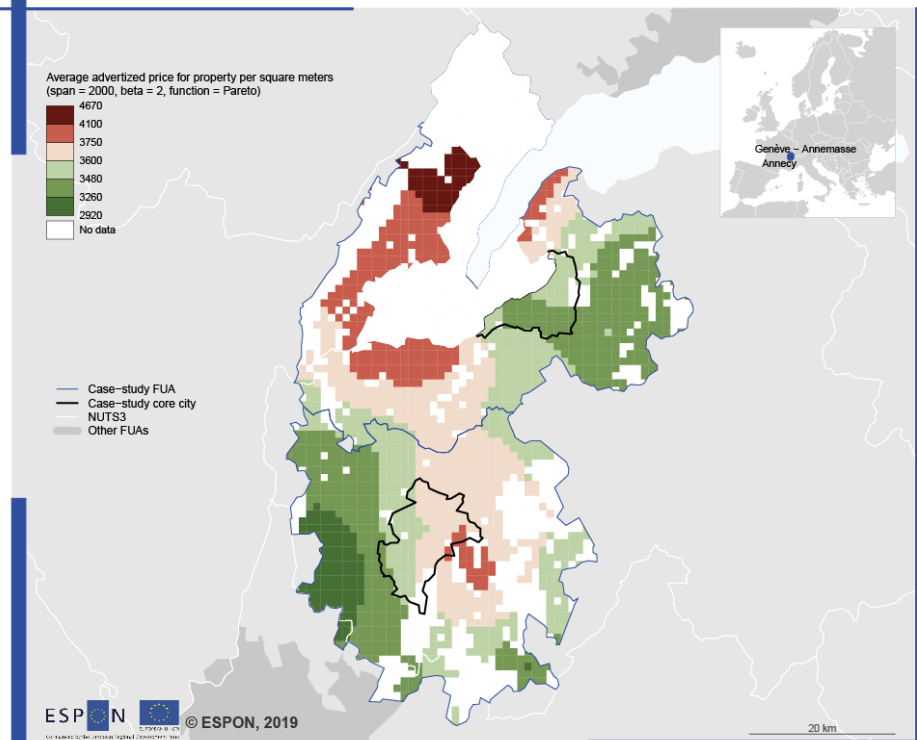 Average advertized price for property per square meters
(span = 2000, beta = 2, function = Pareto)
4670
4100
3750
3600
3480
3260
2920
No data
Genève – Annemasse
Annecy
Case−study FUA
Case−study core city
NUTS3
Other FUAs
ESPON
© ESPON, 2019
20 km